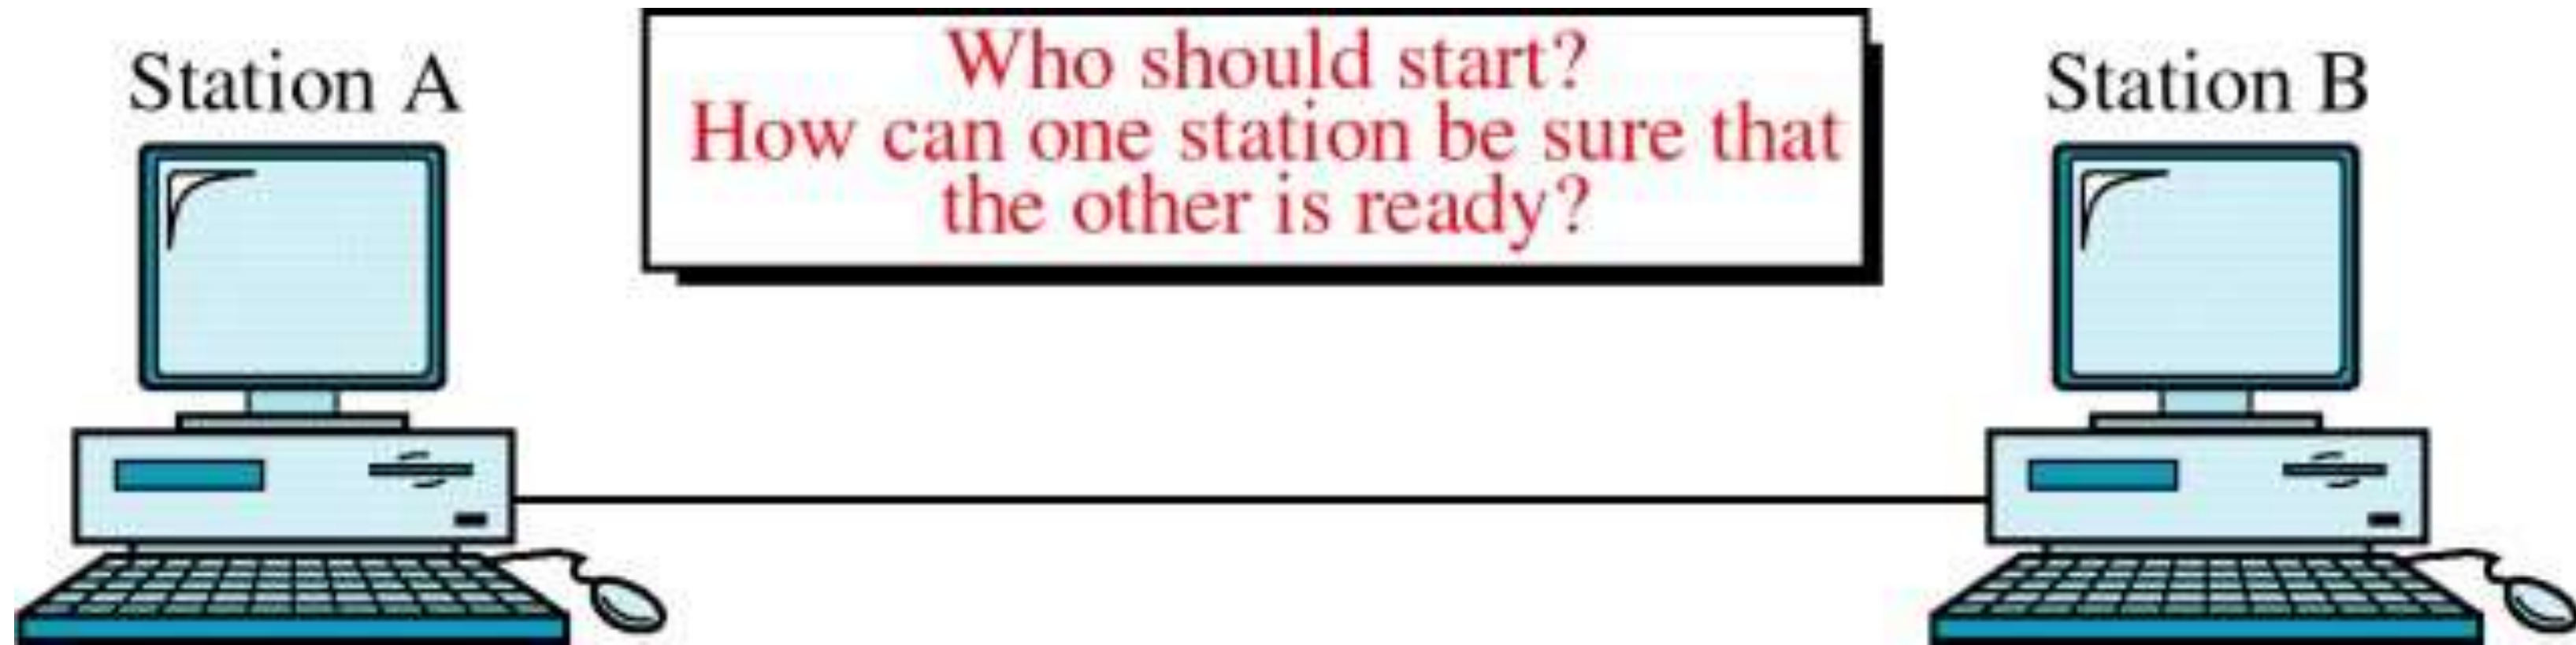 Station A
Who should start?
How can one station be sure that
the other is ready?
Station B